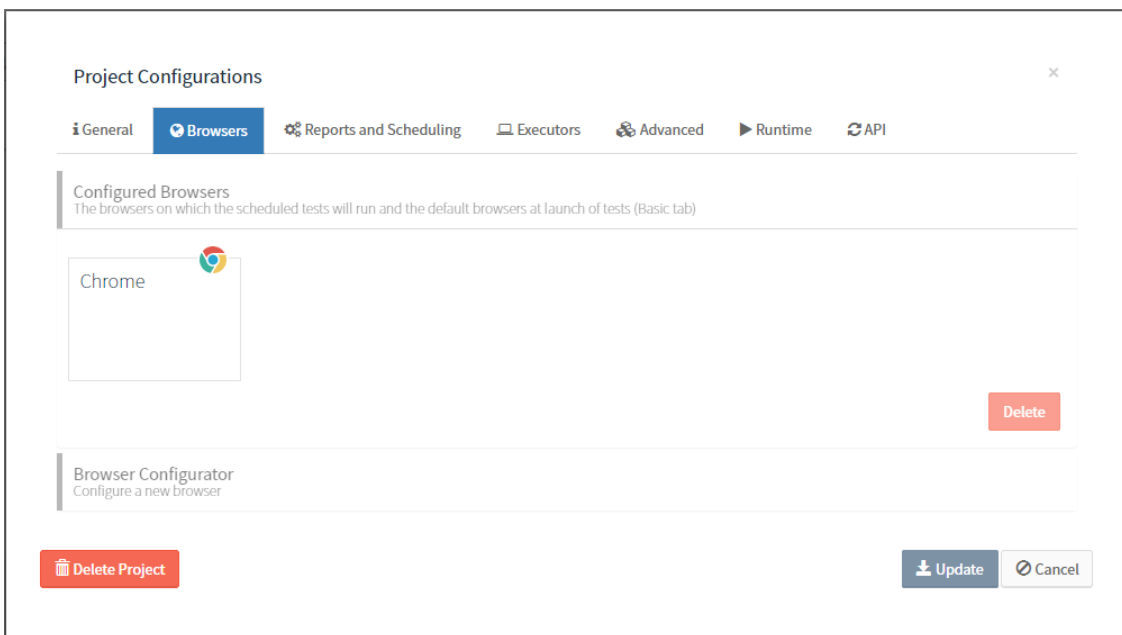 Project Configurations
×
General Browsers Reports and Scheduling Executors Advanced Runtime API
Configured Browsers
The browsers on which the scheduled tests will run and the default browsers at launch of tests (Basic tab)
Chrome
Delete
Browser Configurator
Configure a new browser
Delete Project Update Cancel